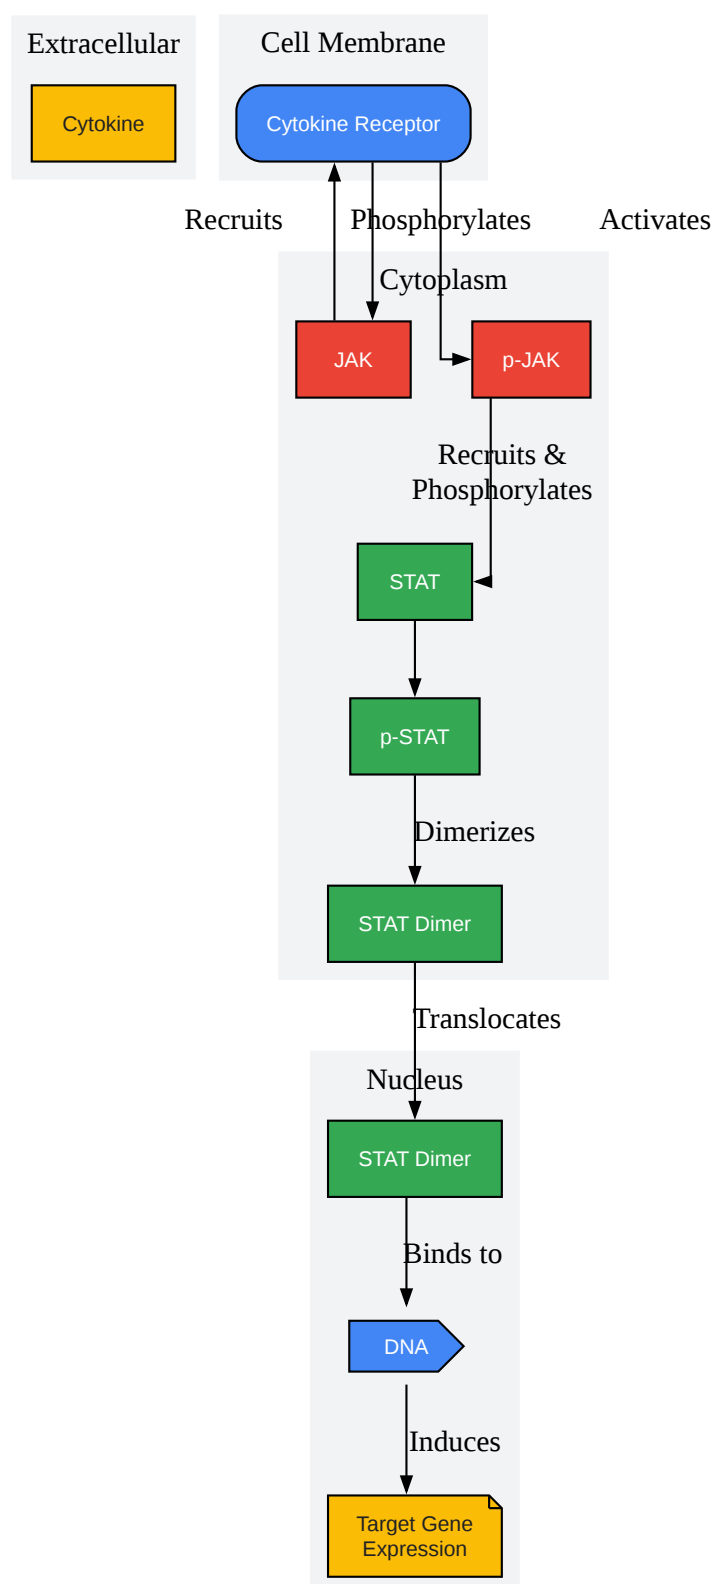 Extracellular
Cell Membrane
Cytokine
Cytokine Receptor
Recruits
Phosphorylates
Activates
Cytoplasm
JAK
p-JAK
Recruits &
Phosphorylates
STAT
p-STAT
Dimerizes
STAT Dimer
Translocates
Nucleus
STAT Dimer
Binds to
DNA
Induces
Target Gene
Expression